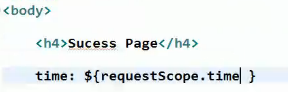 <body>
<h4>Sucess Page</h4>
time: ${requestScope.time }